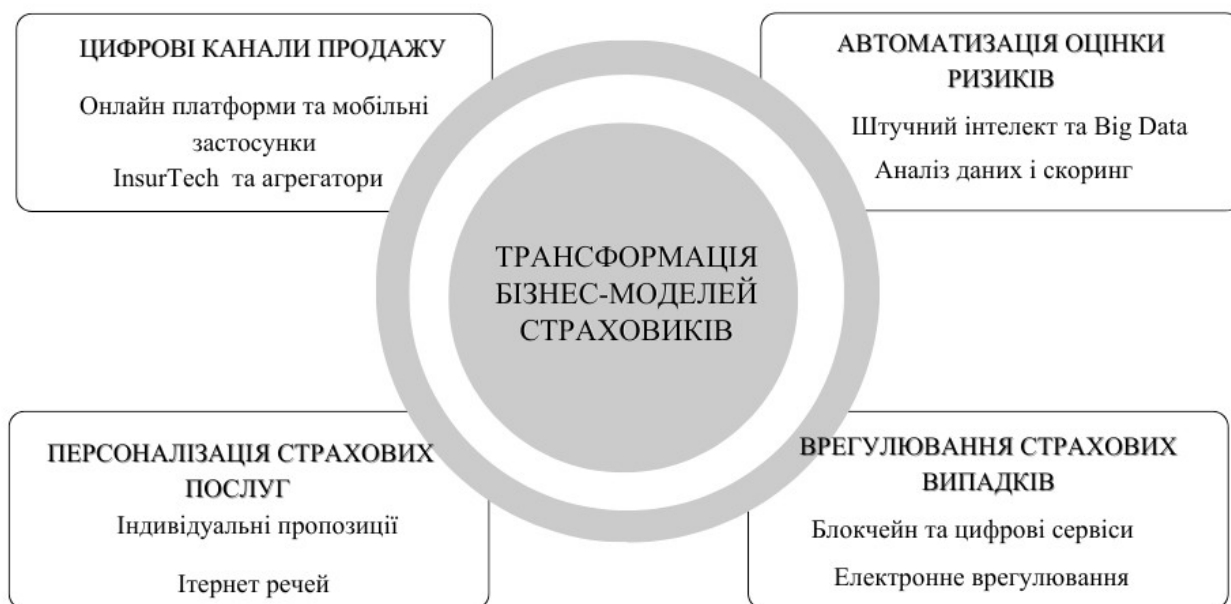 ЦИФРОВІ КАНАЛИ ПРОДАЖУ
Онлайн платформи та мобільні
застосунки
InsurTech та агрегатори
АВТОМАТИЗАЦІЯ ОЦІНКИ
РИЗИКІВ
Штучний інтелект та Big Data
Аналіз даних і скоринг
ТРАНСФОРМАЦІЯ
БІЗНЕС-МОДЕЛЕЙ
СТРАХОВИКІВ
ПЕРСОНАЛІЗАЦІЯ СТРАХОВИХ
ПОСЛУГ
Індивідуальні пропозиції
Ітернет речей
ВРЕГУЛЮВАННЯ СТРАХОВИХ
ВИПАДКІВ
Блокчейн та цифрові сервіси
Електронне врегулювання